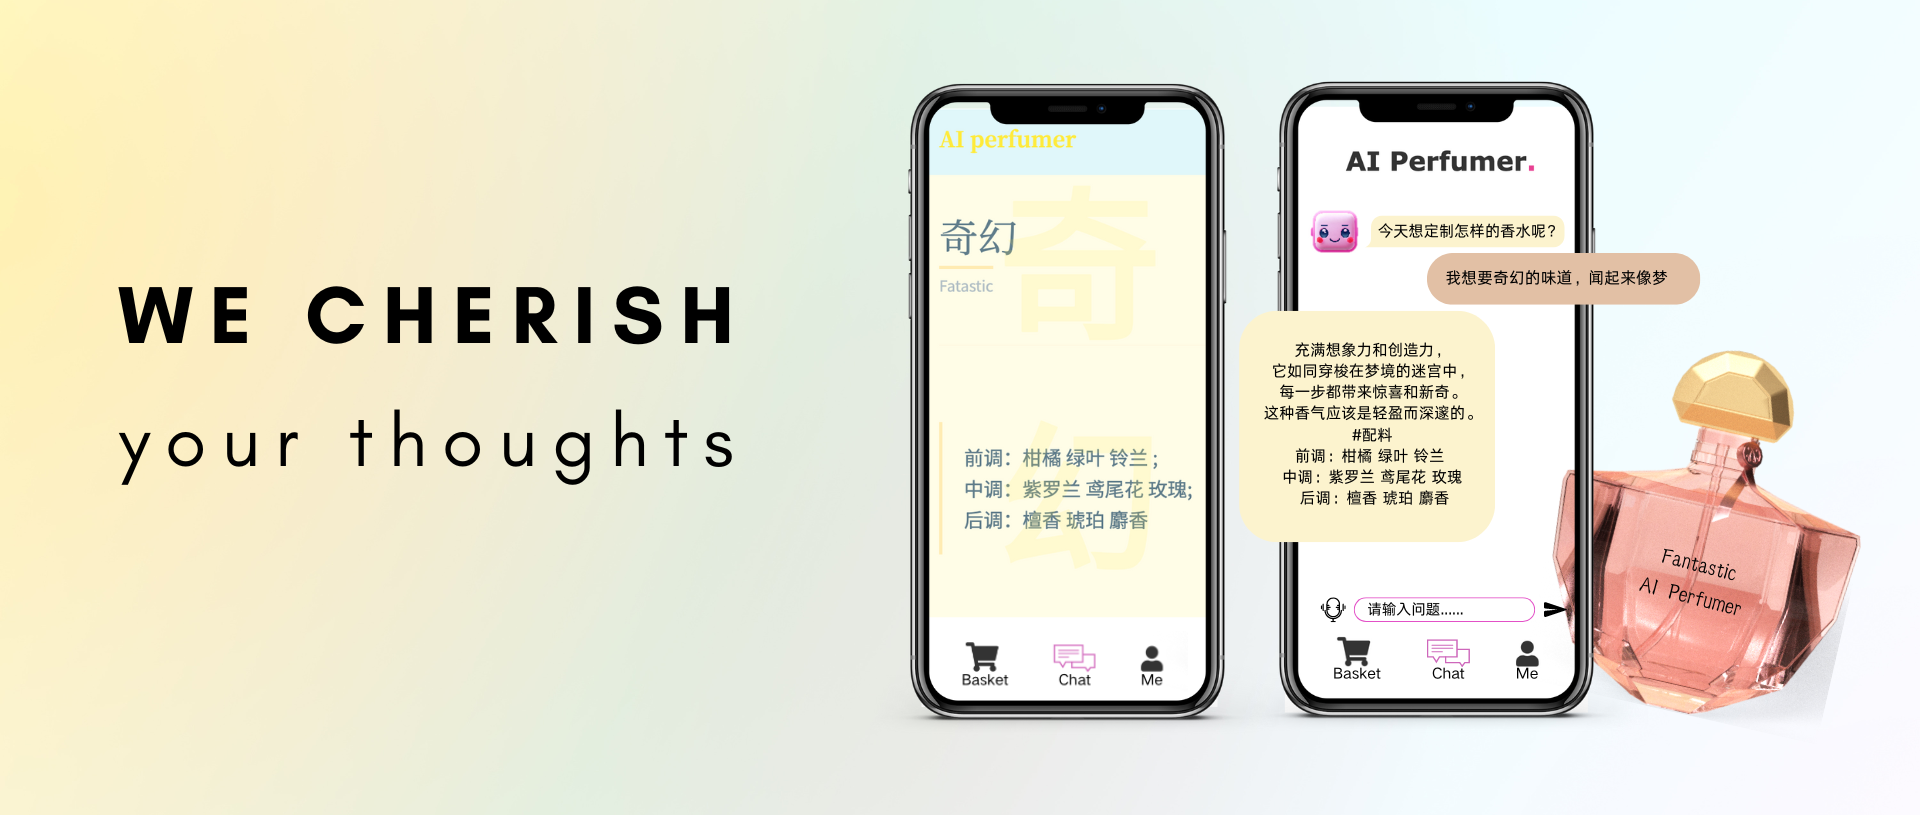 WE CHERISH
your thoughts
AI perfumer
奇幻
奇幻
Fatastic
前调：柑橘 绿叶 铃兰；
中调：紫罗兰 鸢尾花 玫瑰;
后调：檀香 琥珀 麝香
Basket
Chat
Me
AI Perfumer.
今天想定制怎样的香水呢？
我想要奇幻的味道，闻起来像梦
充满想象力和创造力，
它如同穿梭在梦境的迷宫中，
每一步都带来惊喜和新奇。
这种香气应该是轻盈而深邃的。
#配料
前调：柑橘 绿叶 铃兰
中调：紫罗兰 鸢尾花 玫瑰
后调：檀香 琥珀 麝香
请输入问题......
Basket
Chat
Me
Fantastic
AI Perfumer